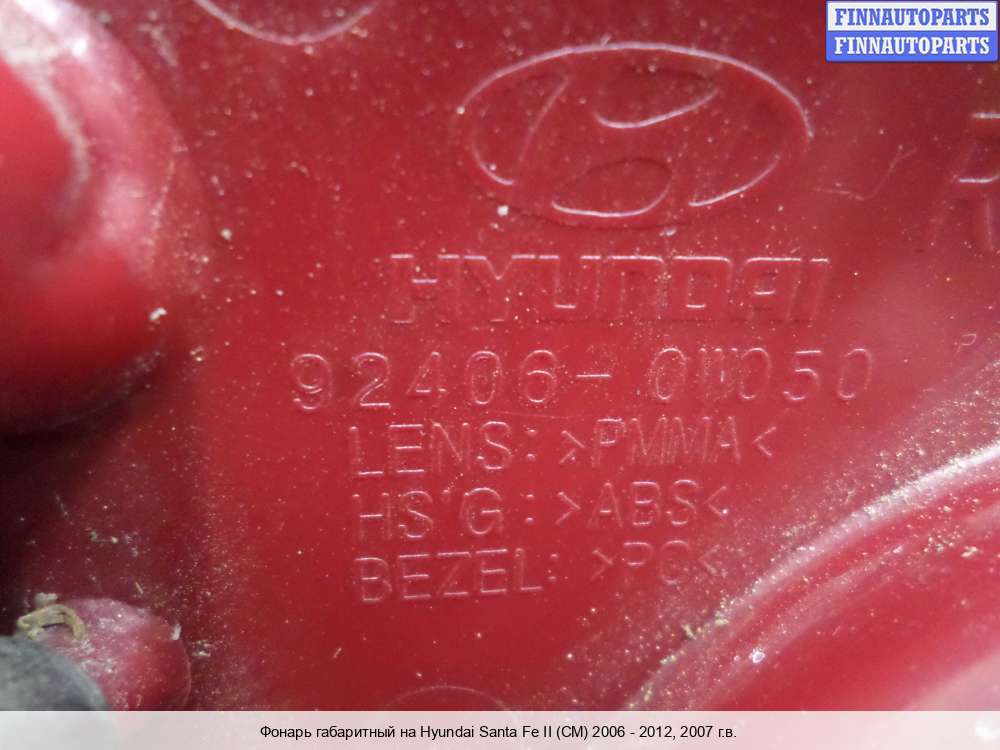 FINNAUTOPARTS
FINNAUTOPARTS
R
HYUNDAI
92406-0W050
LENS: >PMMA<
HS'G: >ABS<
BEZEL: >PC<
Фонарь габаритный на Hyundai Santa Fe II (CM) 2006 - 2012, 2007 г.в.